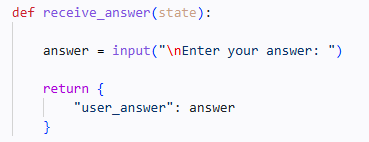 def receive_answer(state):
    answer = input("\nEnter your answer: ")
    return {
        "user_answer": answer
    }